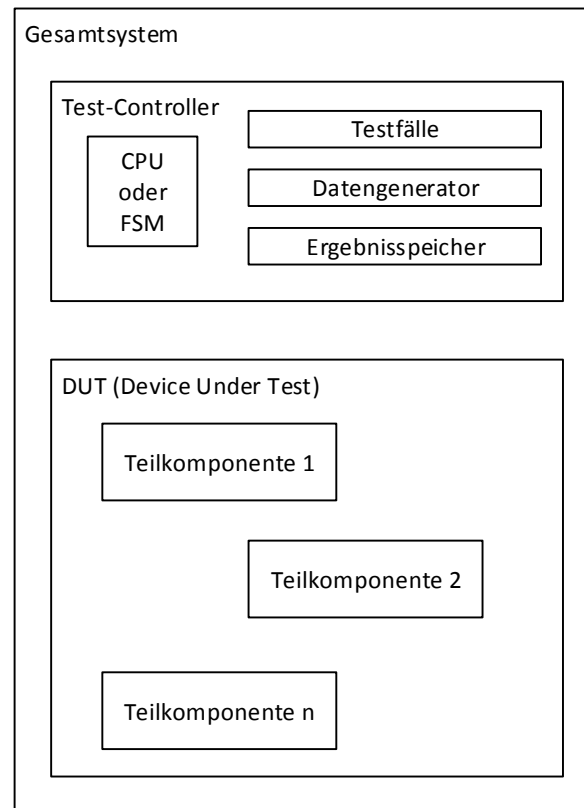 Gesamtsystem
Test-Controller
CPU
oder
FSM
Testfälle
Datengenerator
Ergebnisspeicher
DUT (Device Under Test)
Teilkomponente 1
Teilkomponente 2
Teilkomponente n